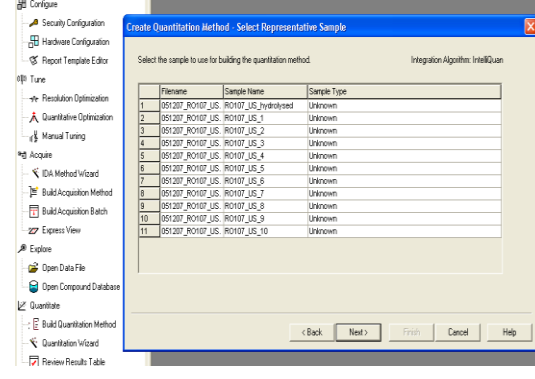 Configure
Security Configuration
Hardware Configuration
Report Template Editor
Tune
Resolution Optimization
Quantitative Optimization
Manual Tuning
Acquire
IDA Method Wizard
Build Acquisition Method
Build Acquisition Batch
Express View
Explore
Open Data File
Open Compound Database
Quantitate
Build Quantitation Method
Quantitation Wizard
Review Results Table
Create Quantitation Method - Select Representative Sample
Select the sample to use for building the quantitation method. Integration Algorithm: IntelliQuan
Filename Sample Name Sample Type
1 051207_RO107_US. RO107_US_hydrolysed Unknown
2 051207_RO107_US. RO107_US_1 Unknown
3 051207_RO107_US. RO107_US_2 Unknown
4 051207_RO107_US. RO107_US_3 Unknown
5 051207_RO107_US. RO107_US_4 Unknown
6 051207_RO107_US. RO107_US_5 Unknown
7 051207_RO107_US. RO107_US_6 Unknown
8 051207_RO107_US. RO107_US_7 Unknown
9 051207_RO107_US. RO107_US_8 Unknown
10 051207_RO107_US. RO107_US_9 Unknown
11 051207_RO107_US. RO107_US_10 Unknown
< Back Next > Finish Cancel Help